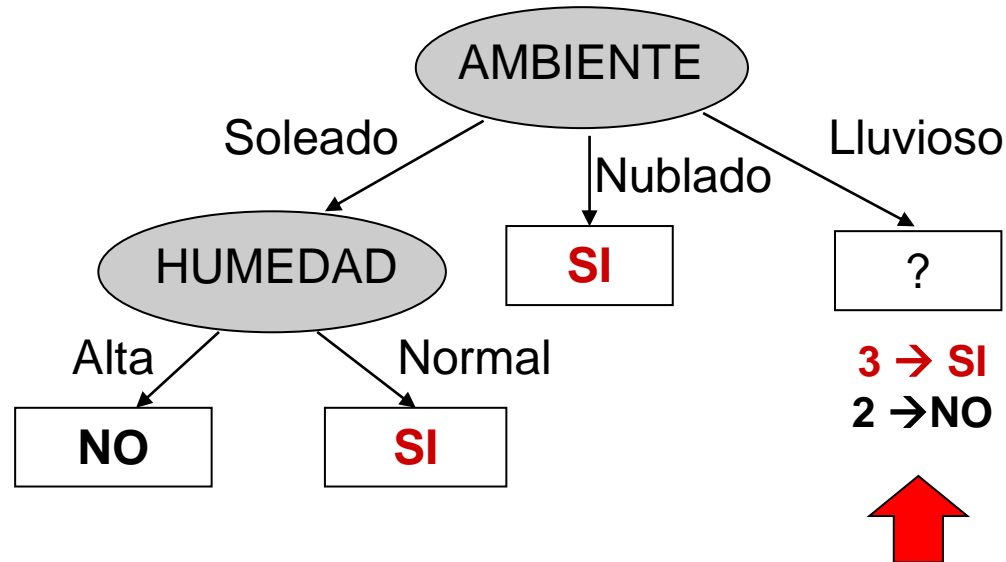 AMBIENTE
Soleado
Nublado
Lluvioso
HUMEDAD
SI
?
Alta
Normal
3 → SI
2 →NO
NO
SI